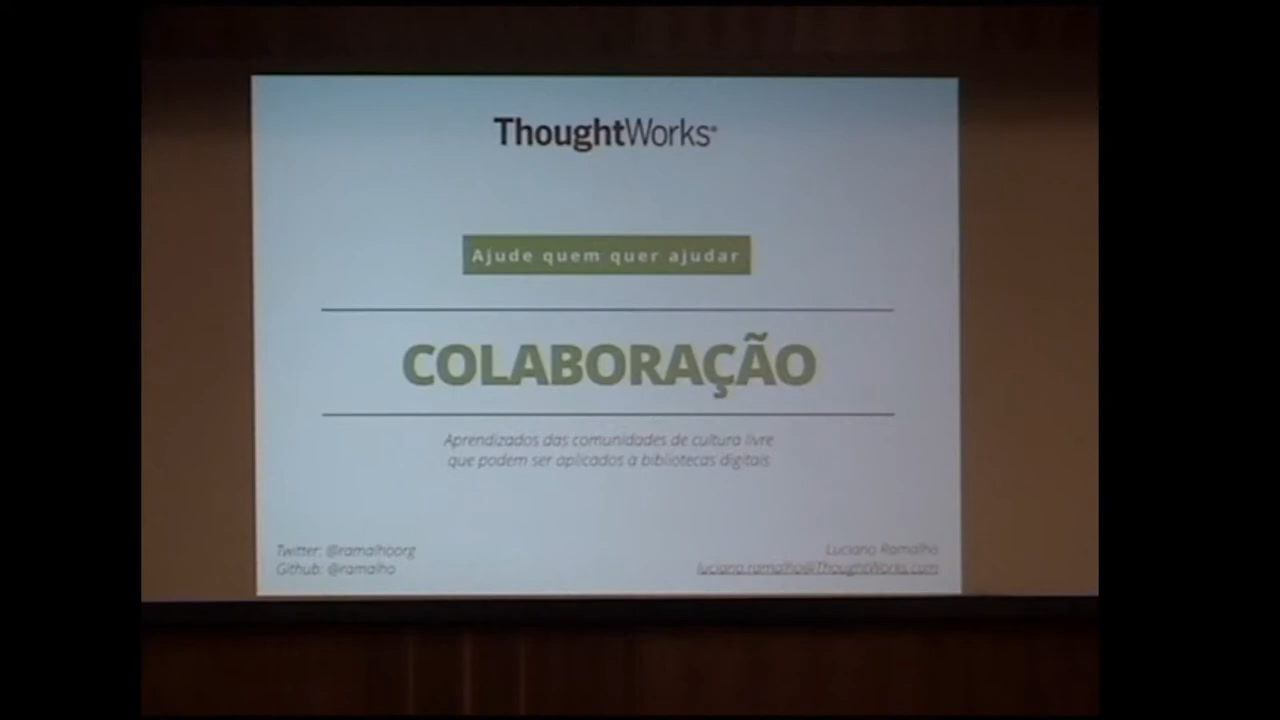 ThoughtWorks®
Ajude quem quer ajudar
COLABORAÇÃO
Aprendizados das comunidades de cultura livre
que podem ser aplicados a bibliotecas digitais
Twitter: @ramalhoorg
Github: @ramalho
Luciano Ramalho
luciano.ramalho@ThoughtWorks.com